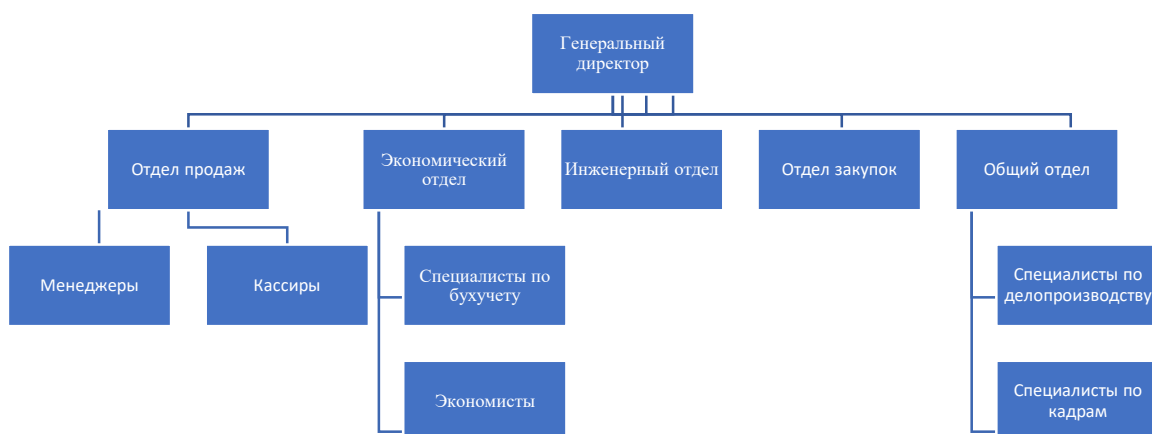 Генеральный
директор
Отдел продаж
Экономический
отдел
Инженерный отдел
Отдел закупок
Общий отдел
Менеджеры
Кассиры
Специалисты по
бухучету
Специалисты по
делопроизводству
Экономисты
Специалисты по
кадрам